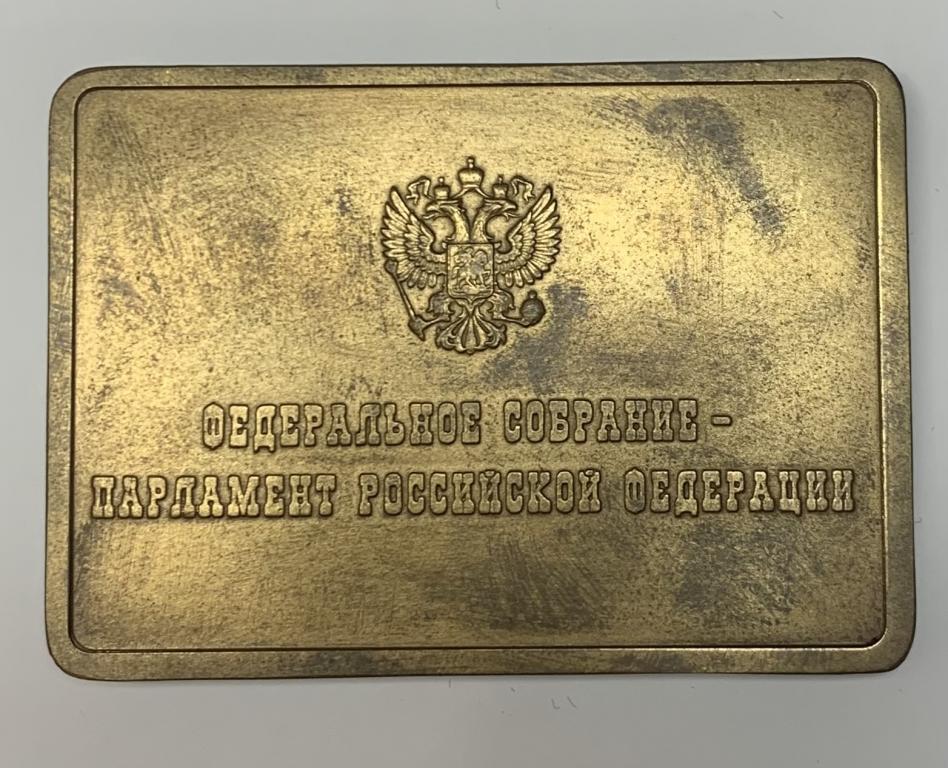 ФЕДЕРАЛЬНОЕ СОБРАНИЕ -
ПАРЛАМЕНТ РОССИЙСКОЙ ФЕДЕРАЦИИ